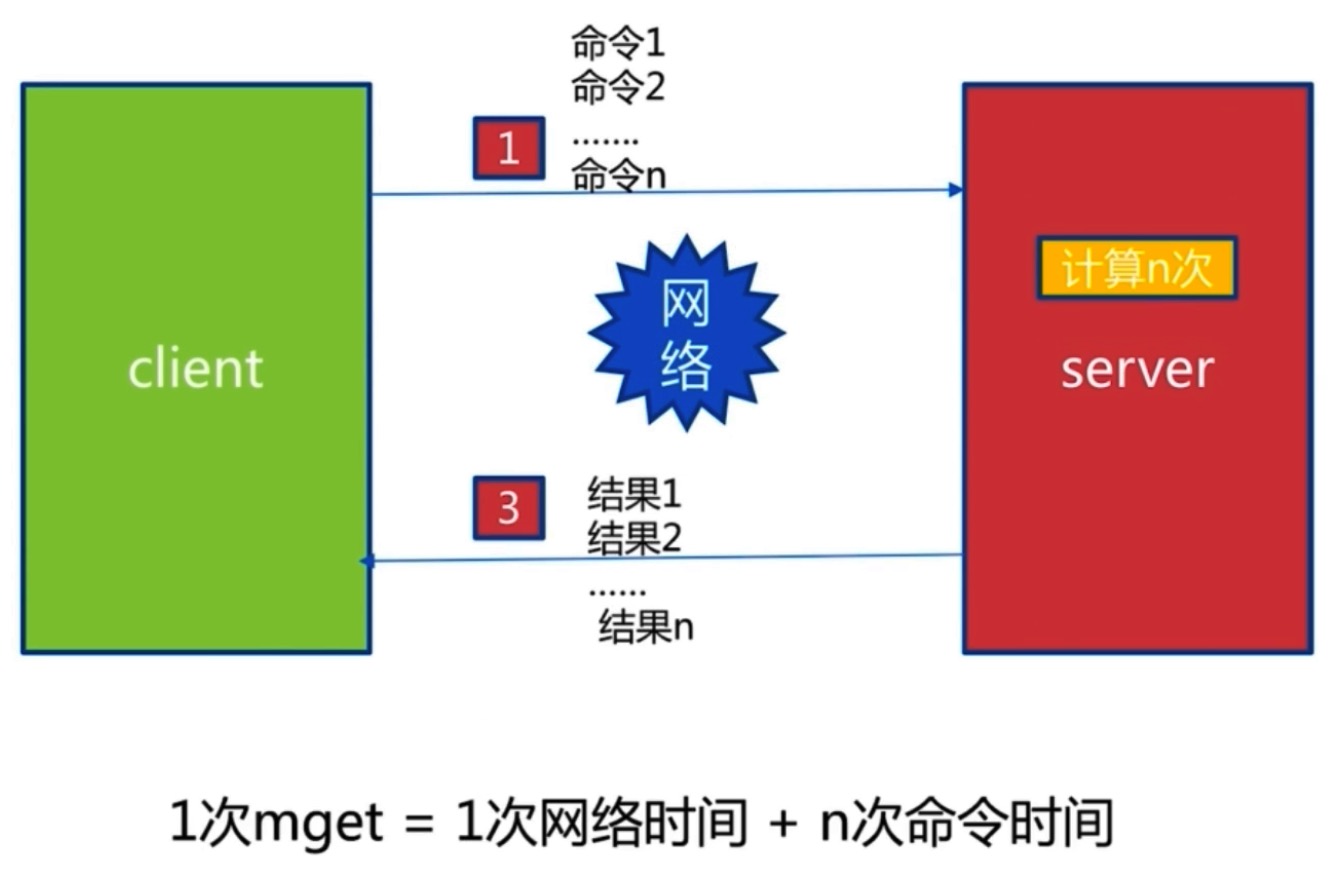 命令1
命令2
.......
命令n
1
计算n次
网
络
client
server
3
结果1
结果2
......
结果n
1次mget = 1次网络时间 + n次命令时间